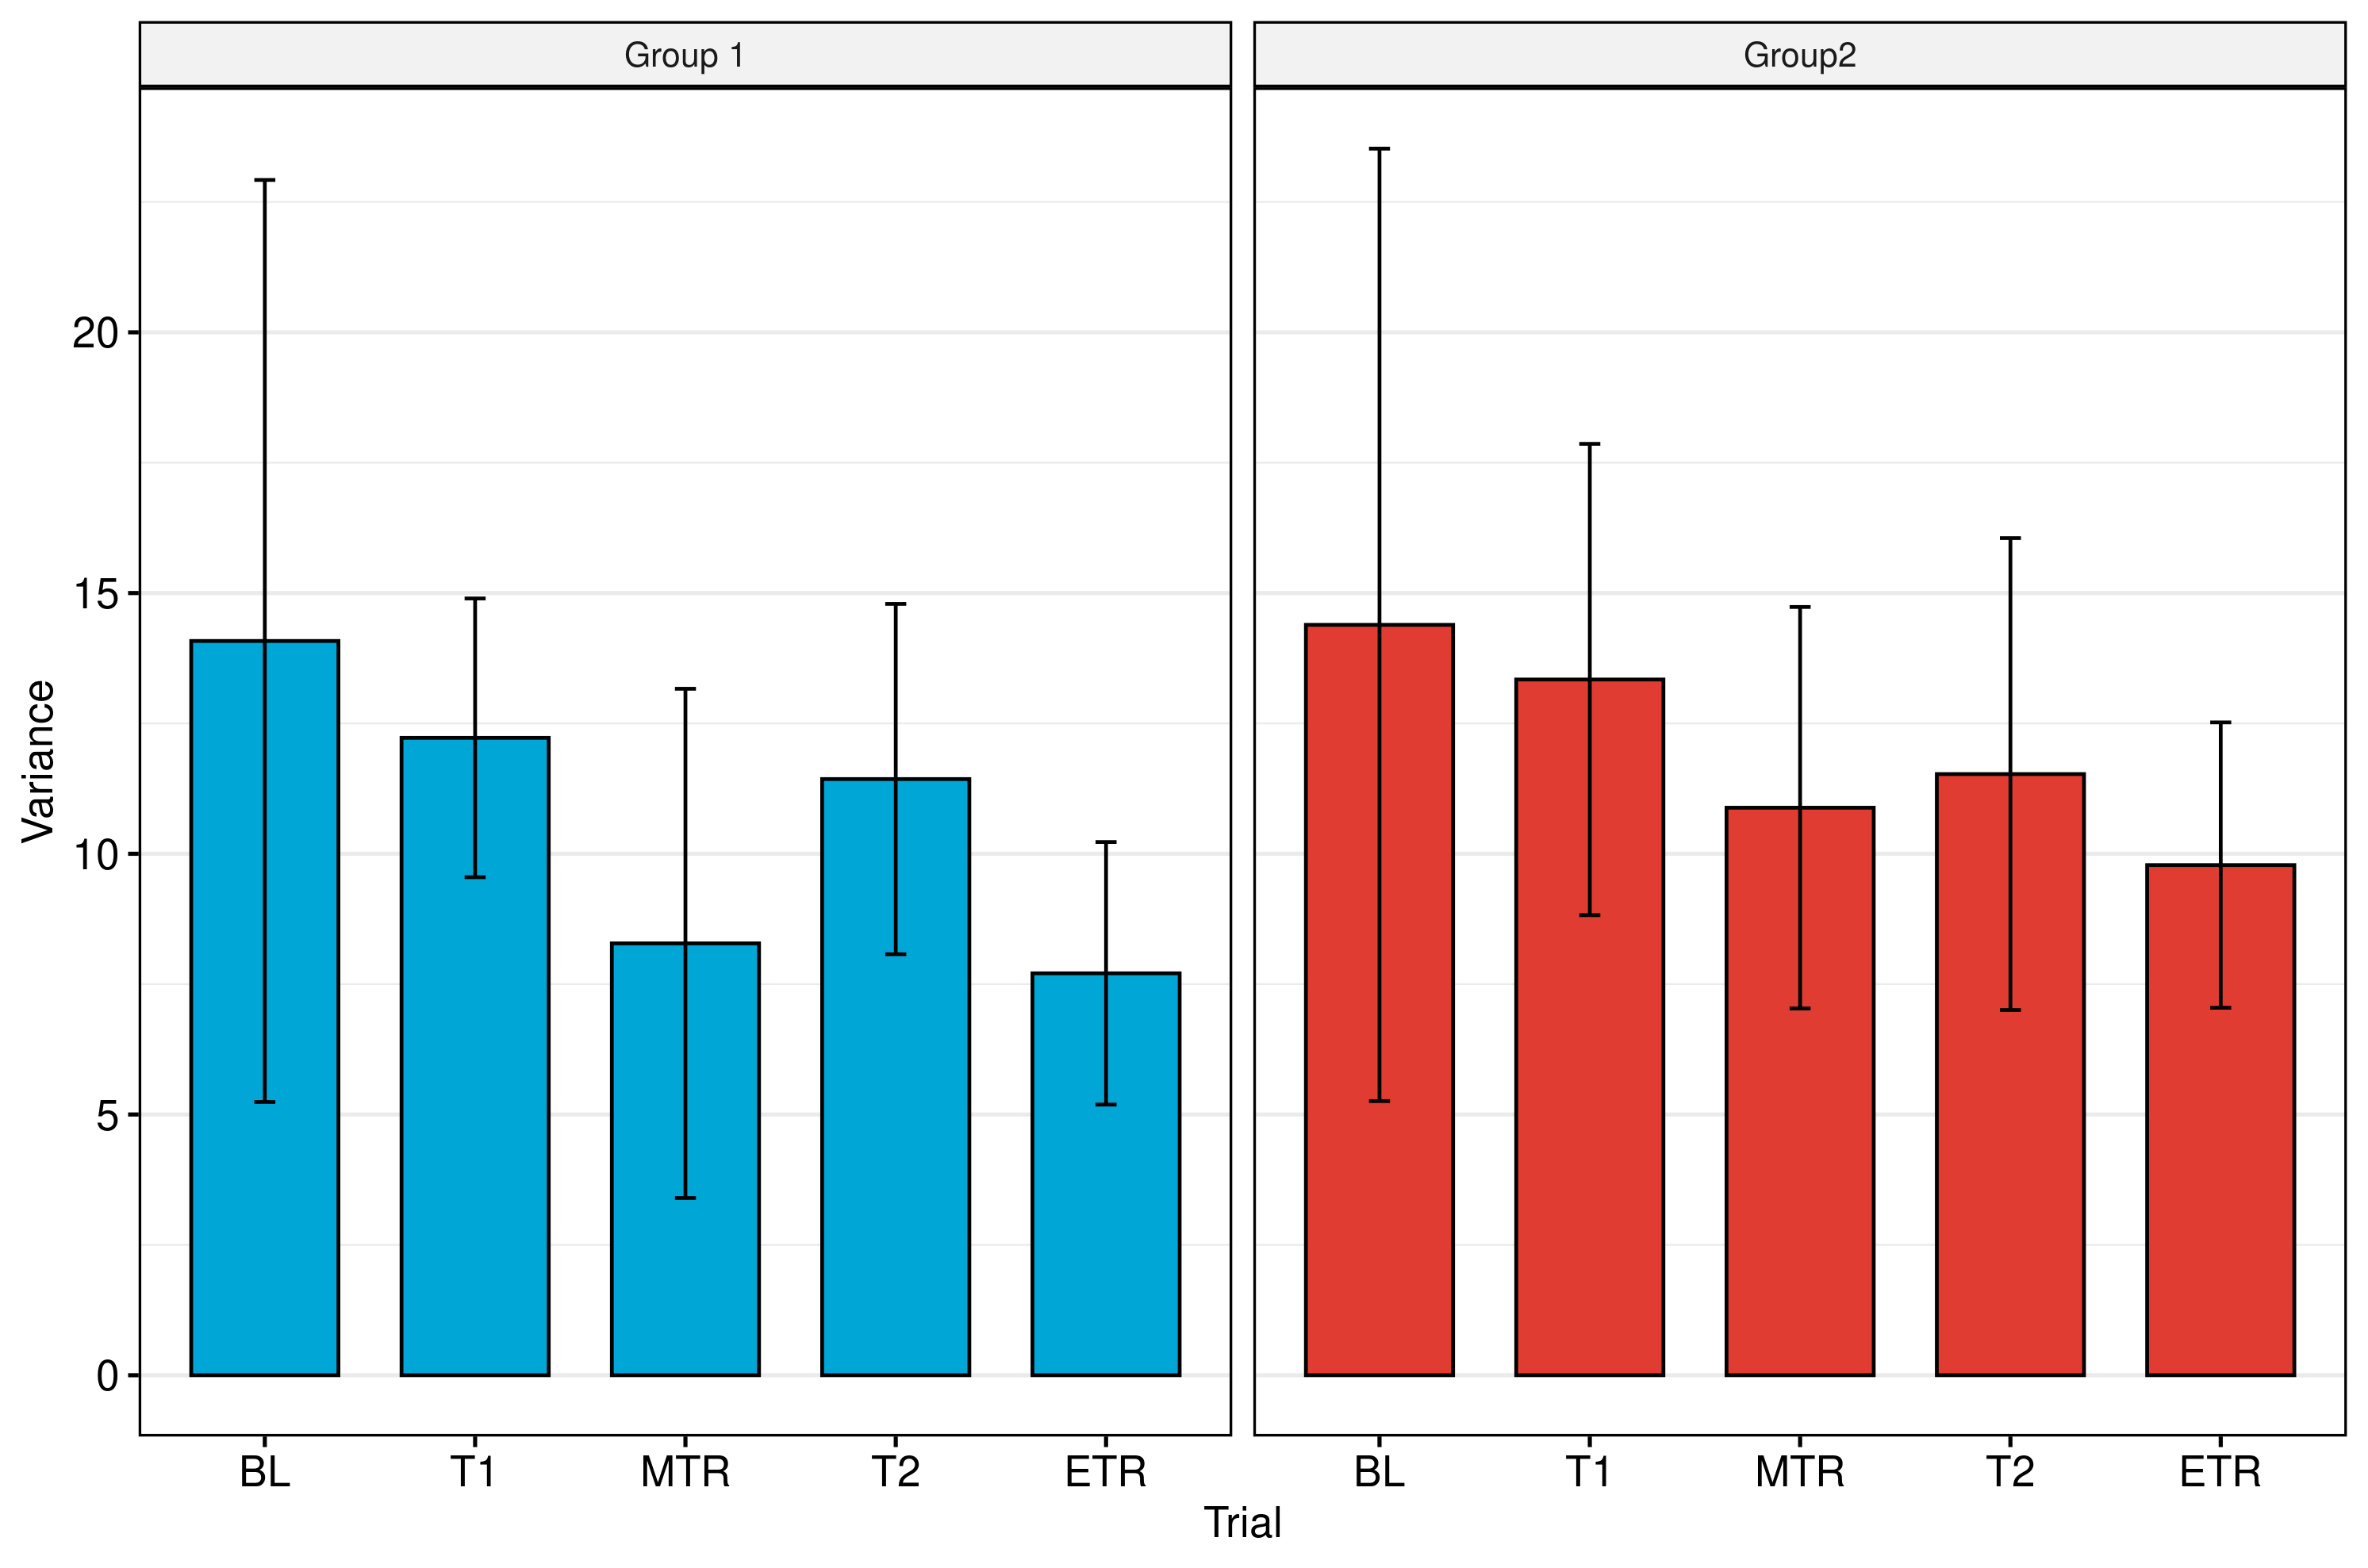 Group 1
Group2
Variance
20
15
10
5
0
BL T1 MTR T2 ETR BL T1 MTR T2 ETR
Trial